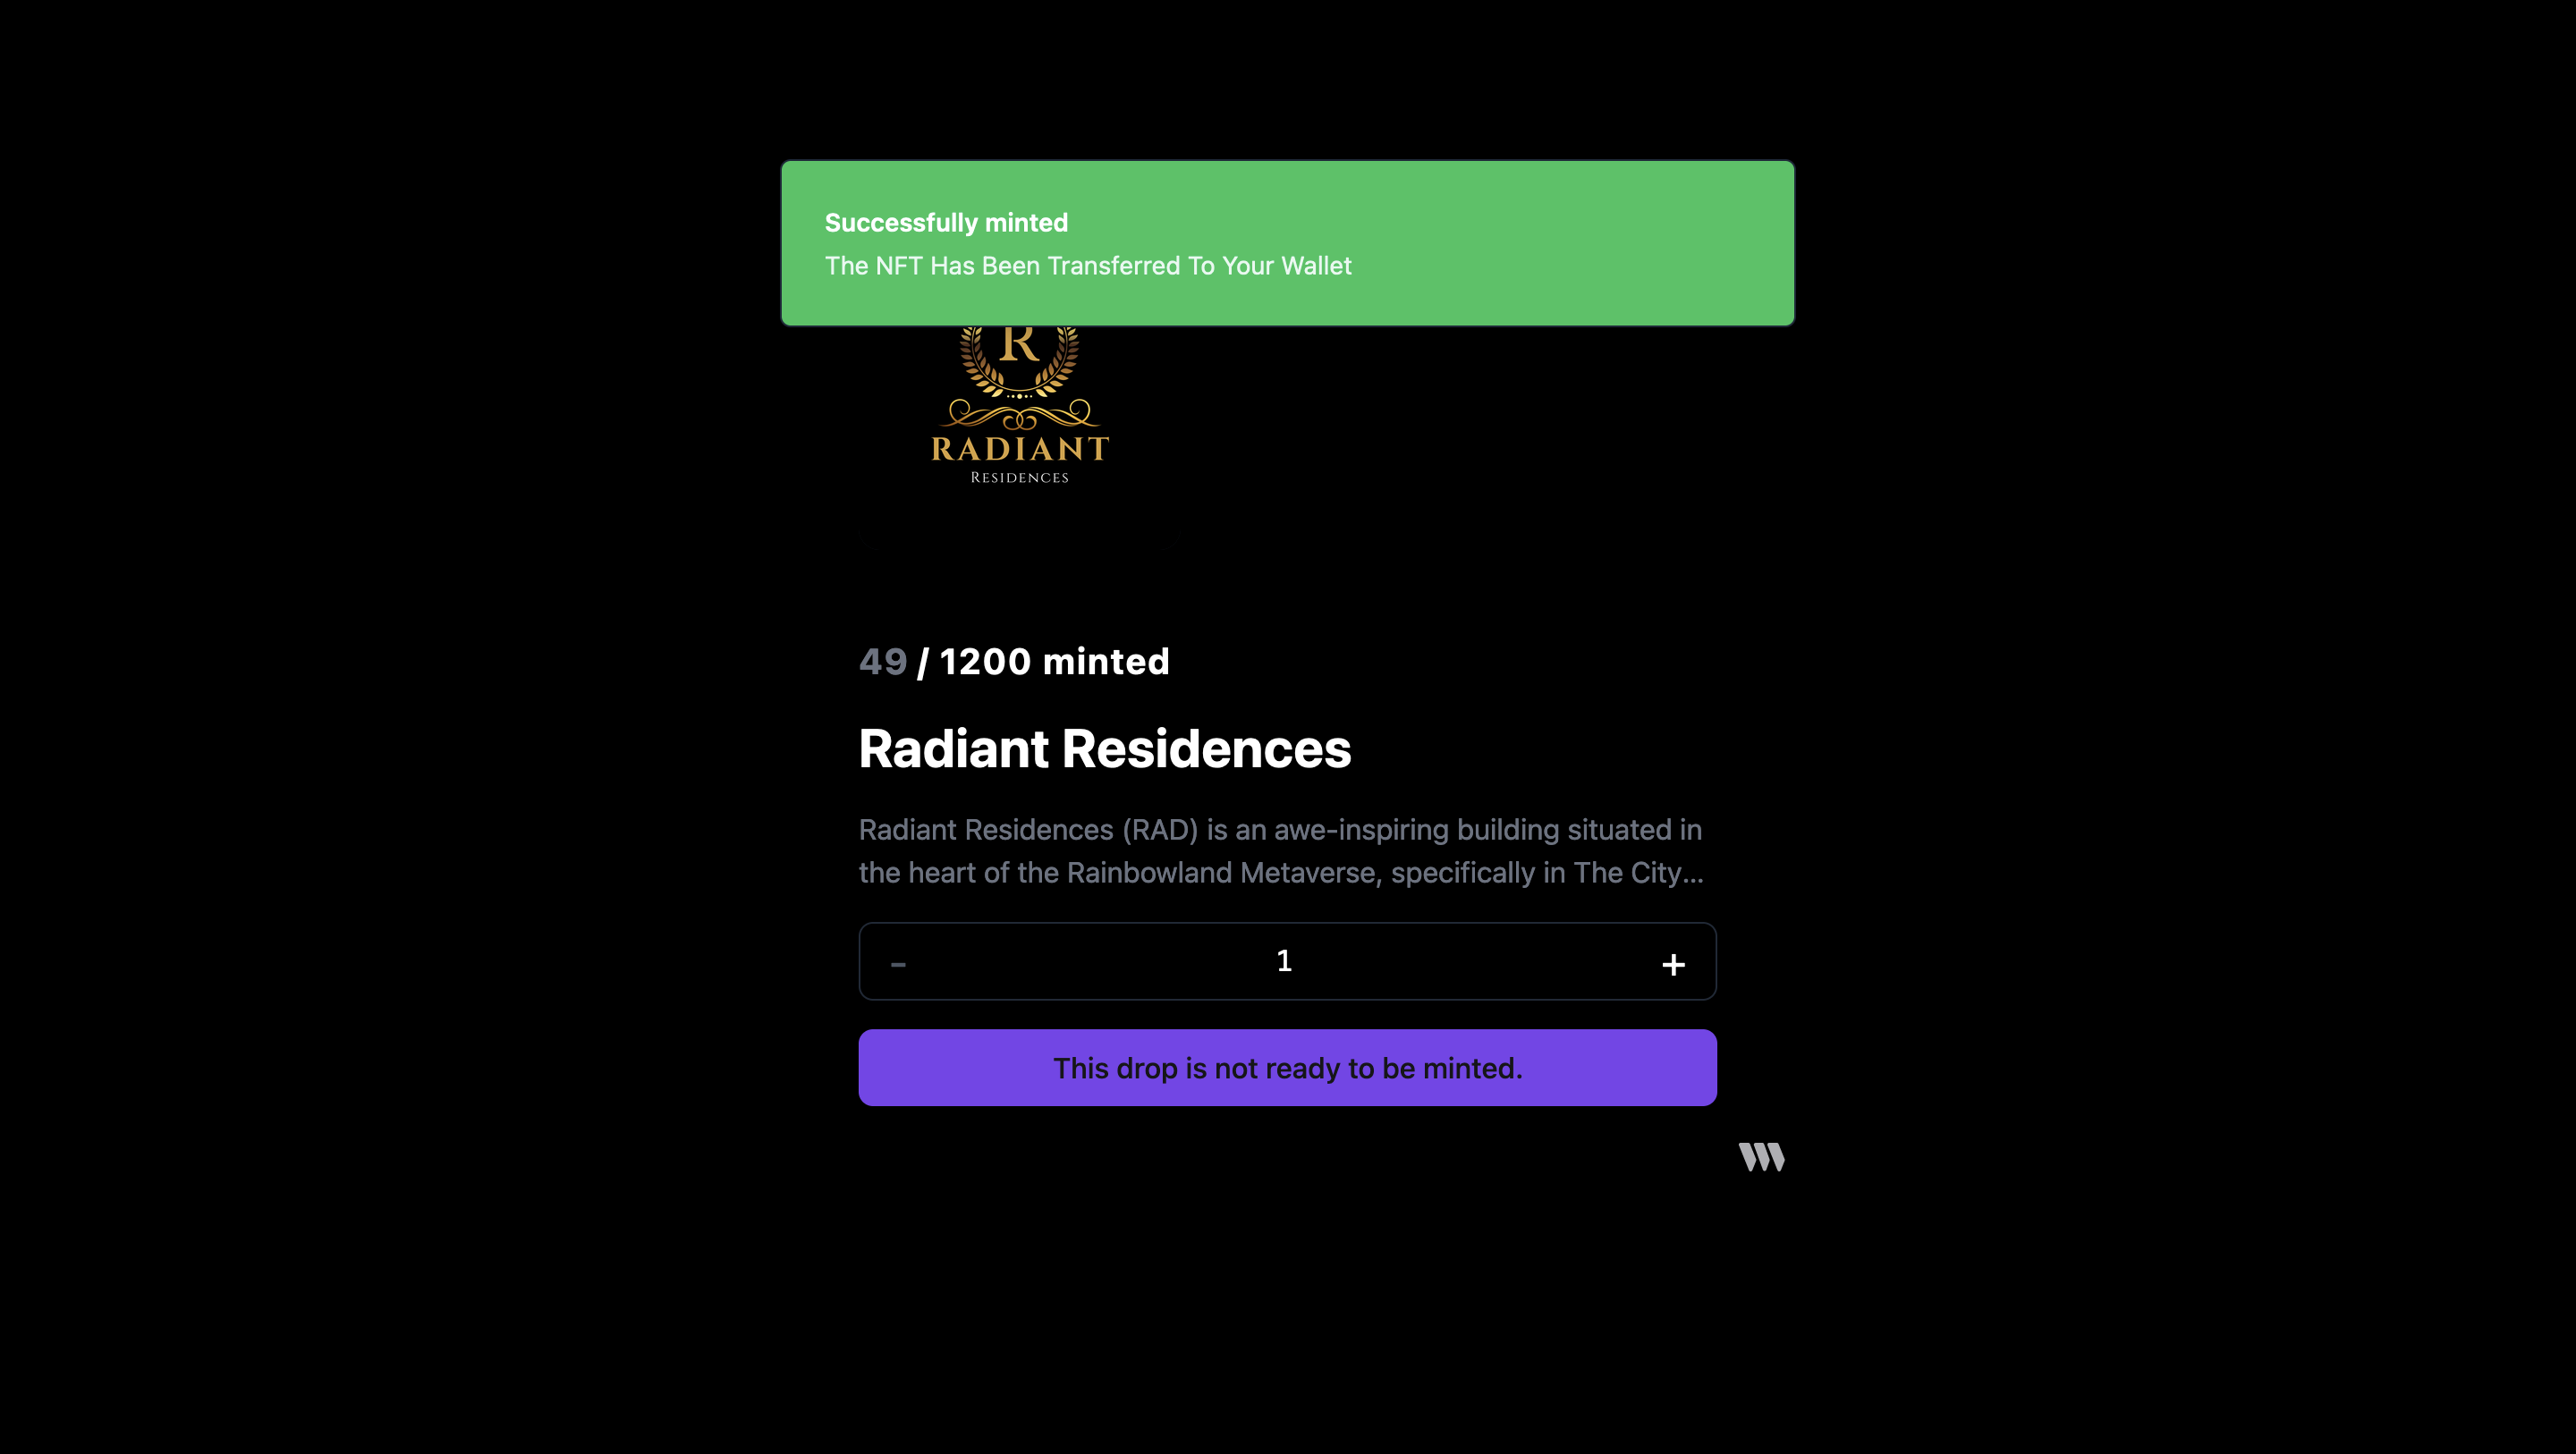 Successfully minted
The NFT Has Been Transferred To Your Wallet
R
RADIANT
RESIDENCES
49 / 1200 minted
Radiant Residences
Radiant Residences (RAD) is an awe-inspiring building situated in
the heart of the Rainbowland Metaverse, specifically in The City...
- 1 +
This drop is not ready to be minted.